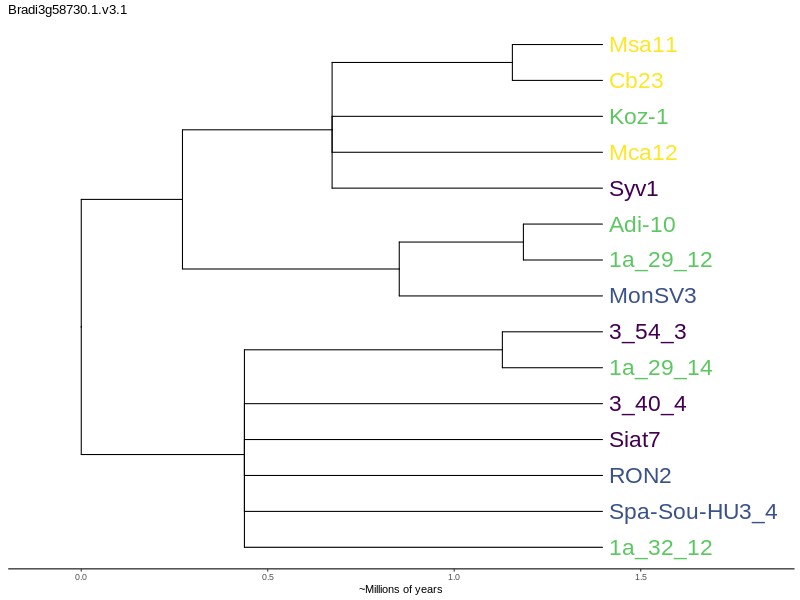 Bradi3g58730.1.v3.1
Msa11
Cb23
Koz-1
Mca12
Syv1
Adi-10
1a_29_12
MonSV3
3_54_3
1a_29_14
3_40_4
Siat7
RON2
Spa-Sou-HU3_4
1a_32_12
0.0 0.5 1.0 1.5
~Millions of years